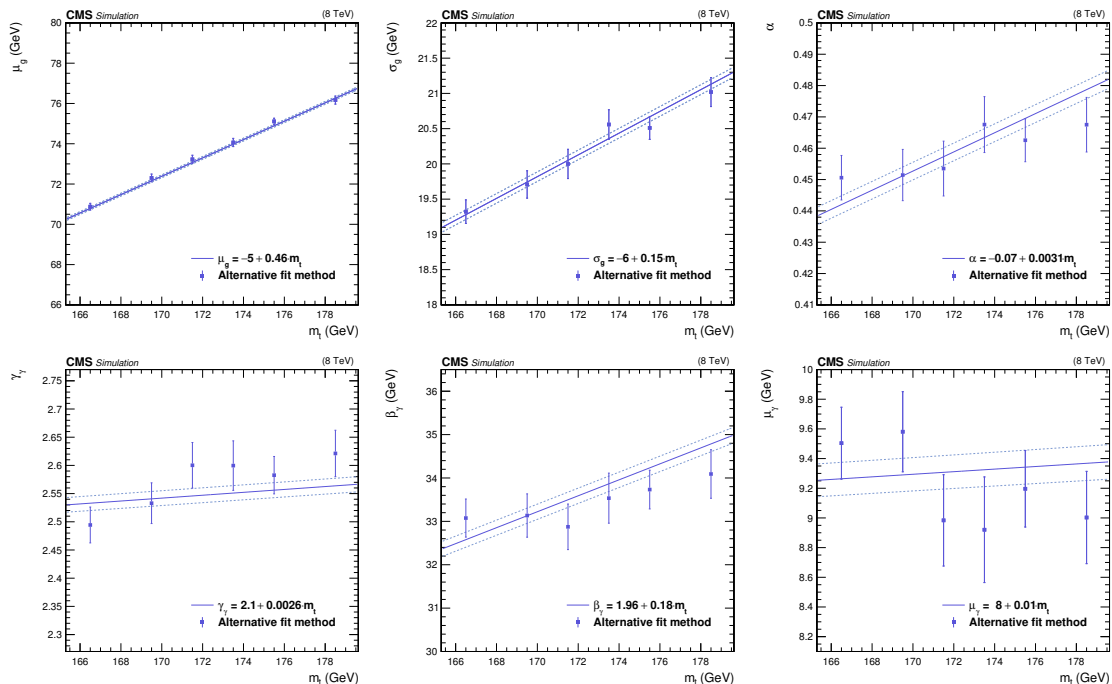 CMS Simulation (8 TeV)
μg (GeV)
76
74
72
70
68
66
μg = −5 + 0.46·mt
Alternative fit method
166 168 170 172 174 176 178
mt (GeV)
CMS Simulation (8 TeV)
σg (GeV)
22
21.5
21
20.5
20
19.5
19
18.5
18
σg = −6 + 0.15·mt
Alternative fit method
166 168 170 172 174 176 178
mt (GeV)
CMS Simulation (8 TeV)
α
0.5
0.49
0.48
0.47
0.46
0.45
0.44
0.43
0.42
0.41
α = −0.07 + 0.0031·mt
Alternative fit method
166 168 170 172 174 176 178
mt (GeV)
CMS Simulation (8 TeV)
γγ
2.75
2.7
2.65
2.6
2.55
2.5
2.45
2.4
2.35
2.3
γγ = 2.1 + 0.0026·mt
Alternative fit method
166 168 170 172 174 176 178
mt (GeV)
CMS Simulation (8 TeV)
βγ (GeV)
36
35
34
33
32
31
30
βγ = 1.96 + 0.18·mt
Alternative fit method
166 168 170 172 174 176 178
mt (GeV)
CMS Simulation (8 TeV)
μγ (GeV)
10
9.8
9.6
9.4
9.2
9
8.8
8.6
8.4
8.2
μγ = 8 + 0.01·mt
Alternative fit method
166 168 170 172 174 176 178
mt (GeV)